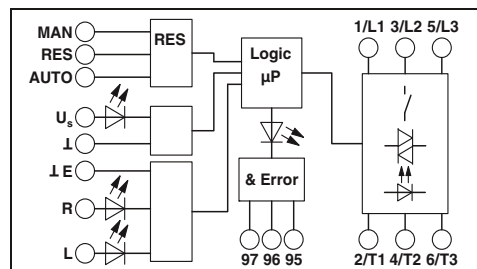 MAN
RES
AUTO
RES
Us
⊥
⊥ E
R
L
Logic
µP
& Error
97 96 95
1/L1 3/L2 5/L3
2/T1 4/T2 6/T3